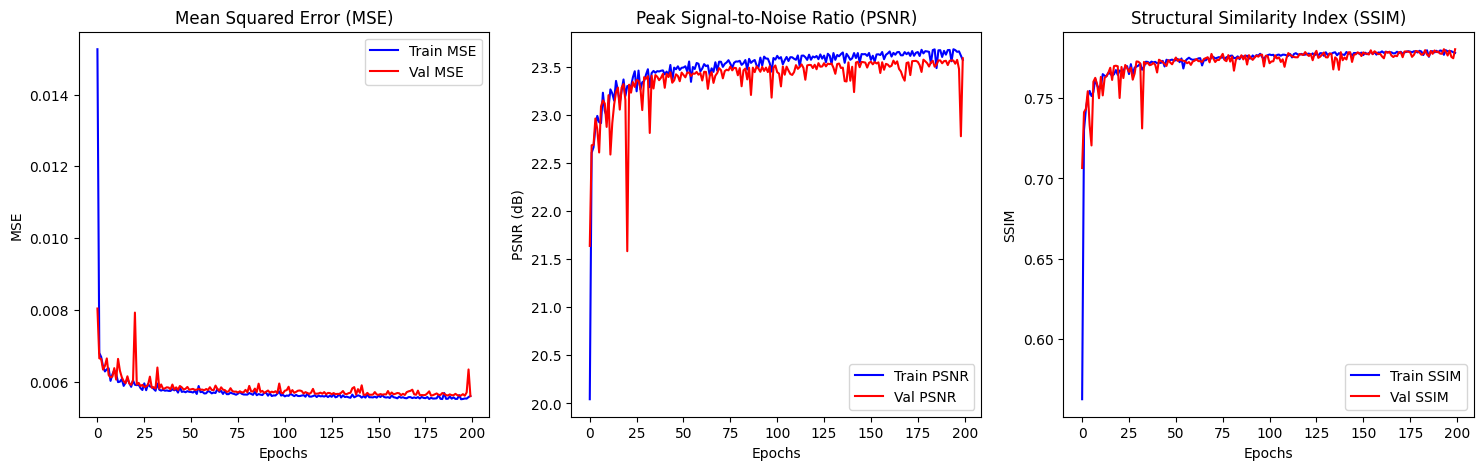 Mean Squared Error (MSE)
Train MSE
Val MSE
0.014
0.012
0.010
0.008
0.006
MSE
0
25
50
75
100
125
150
175
200
Epochs
Peak Signal-to-Noise Ratio (PSNR)
23.5
23.0
22.5
22.0
21.5
21.0
20.5
20.0
PSNR (dB)
Train PSNR
Val PSNR
0
25
50
75
100
125
150
175
200
Epochs
Structural Similarity Index (SSIM)
0.75
0.70
0.65
0.60
SSIM
Train SSIM
Val SSIM
0
25
50
75
100
125
150
175
200
Epochs